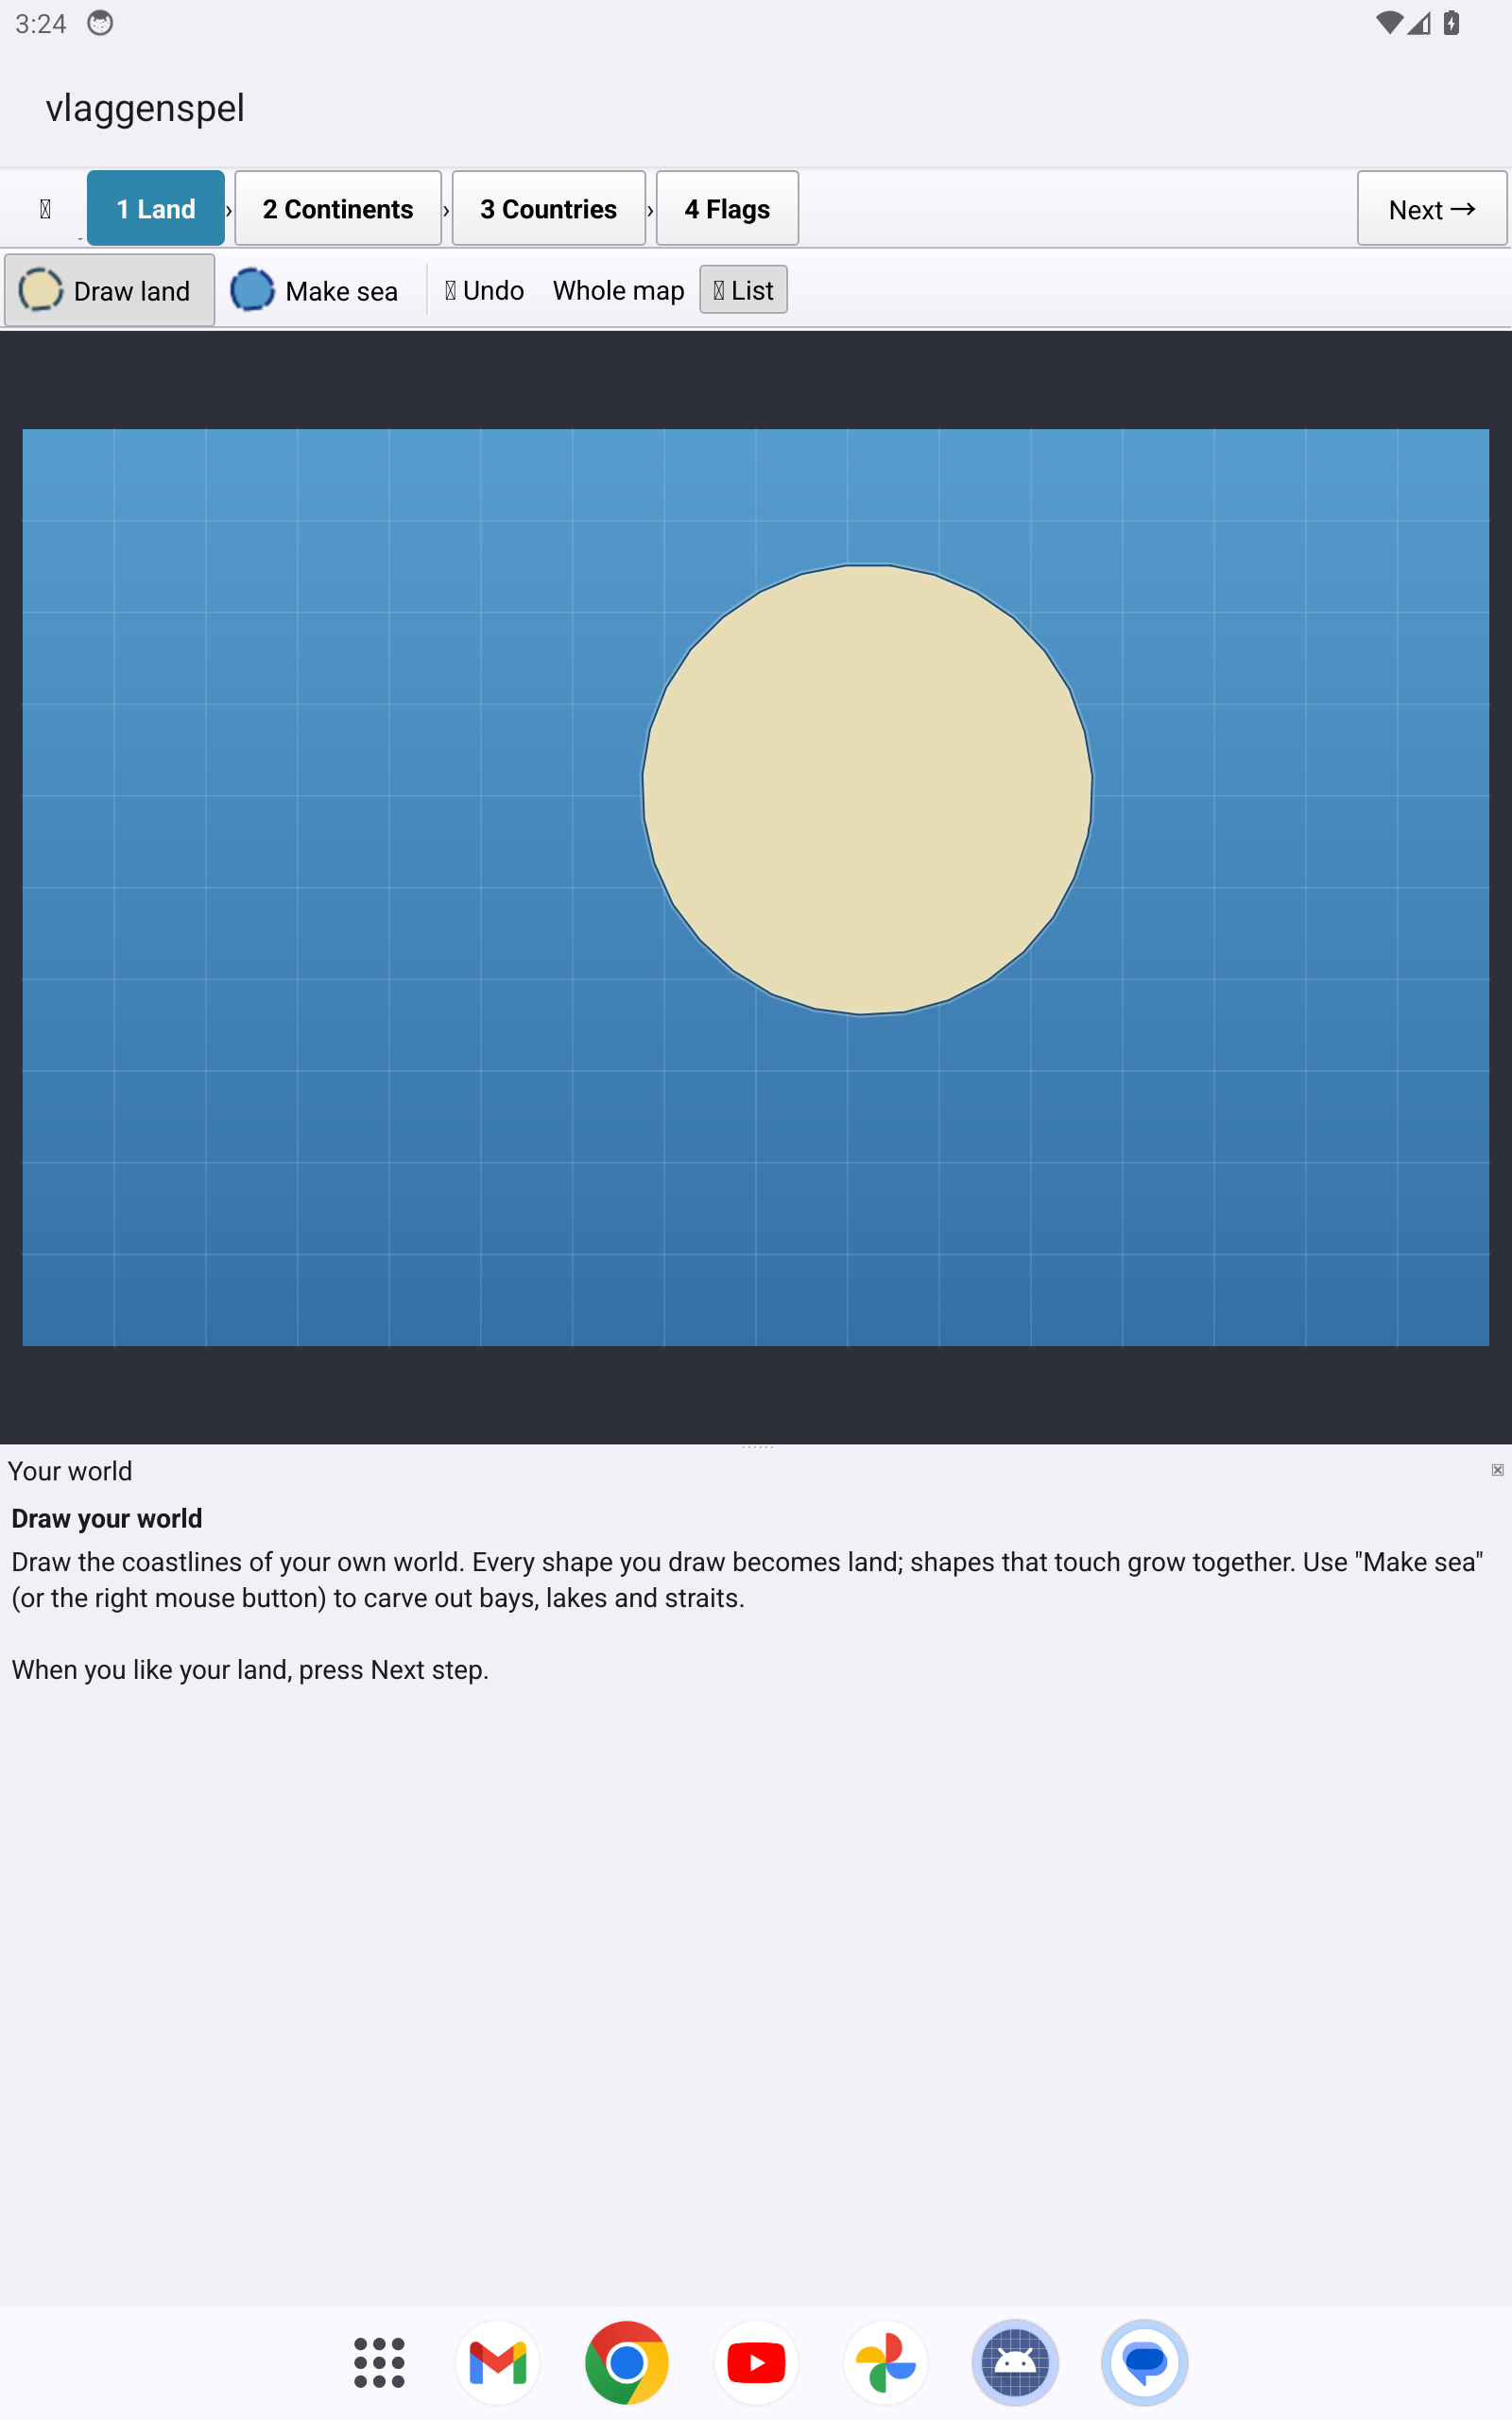 3:24
vlaggenspel
1 Land › 2 Continents › 3 Countries › 4 Flags Next →
Draw land Make sea Undo Whole map List
Your world
Draw your world
Draw the coastlines of your own world. Every shape you draw becomes land; shapes that touch grow together. Use "Make sea"
(or the right mouse button) to carve out bays, lakes and straits.
When you like your land, press Next step.